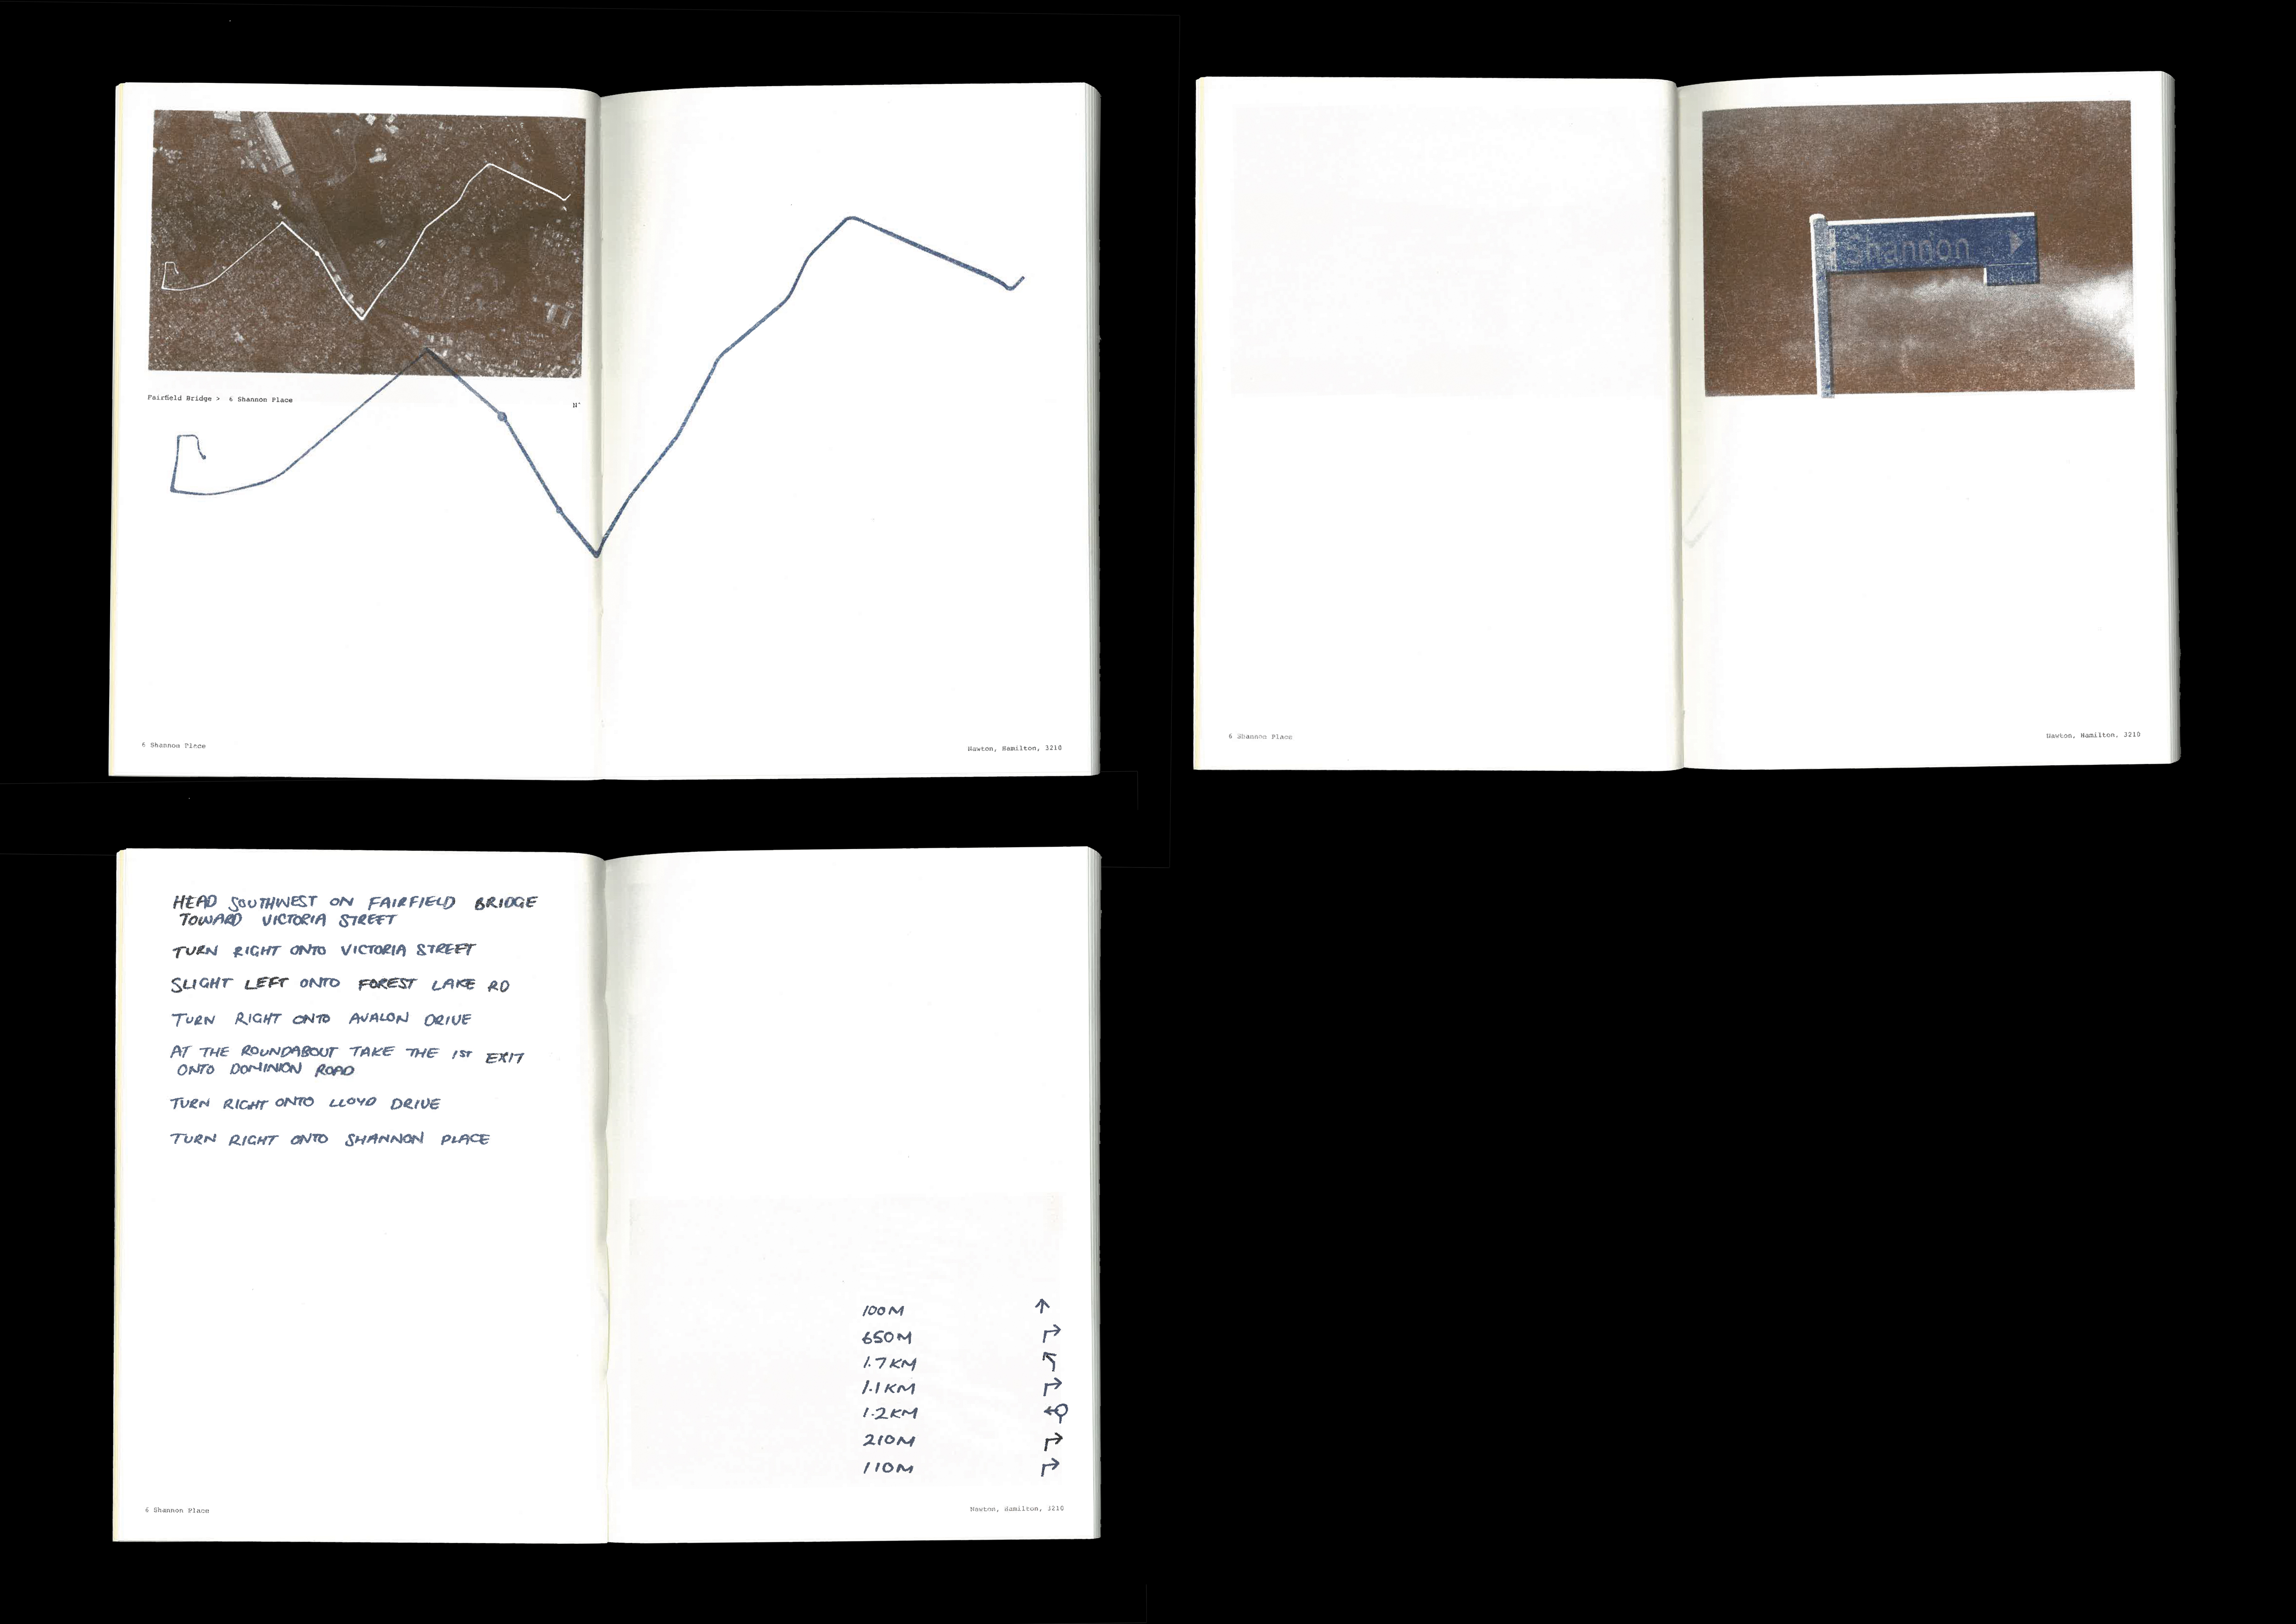 Fairfield Bridge > 6 Shannon Place
N'
6 Shannon Place
Nawton, Hamilton, 3210
Shannon
6 Shannon Place
Nawton, Hamilton, 3210
HEAD SOUTHWEST ON FAIRFIELD BRIDGE
TOWARD VICTORIA STREET
TURN RIGHT ONTO VICTORIA STREET
SLIGHT LEFT ONTO FOREST LAKE RD
TURN RIGHT ONTO AVALON DRIVE
AT THE ROUNDABOUT TAKE THE 1ST EXIT
ONTO DOMINION ROAD
TURN RIGHT ONTO LLOYD DRIVE
TURN RIGHT ONTO SHANNON PLACE
100M ↑
650M
1.7KM
1.1KM
1.2KM
210M
110M
6 Shannon Place
Nawton, Hamilton, 3210